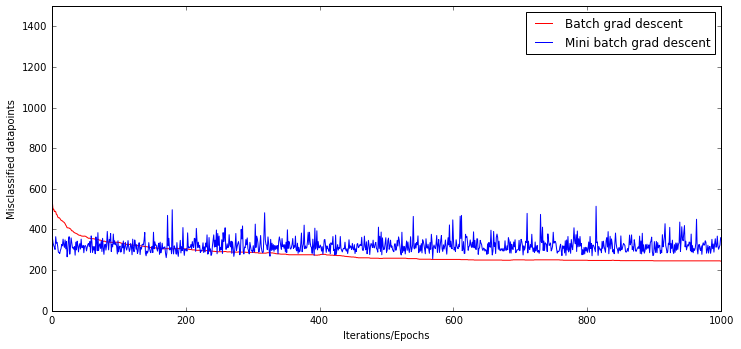 1400
1200
1000
800
600
400
200
0
Misclassified datapoints
Batch grad descent
Mini batch grad descent
0 200 400 600 800 1000
Iterations/Epochs